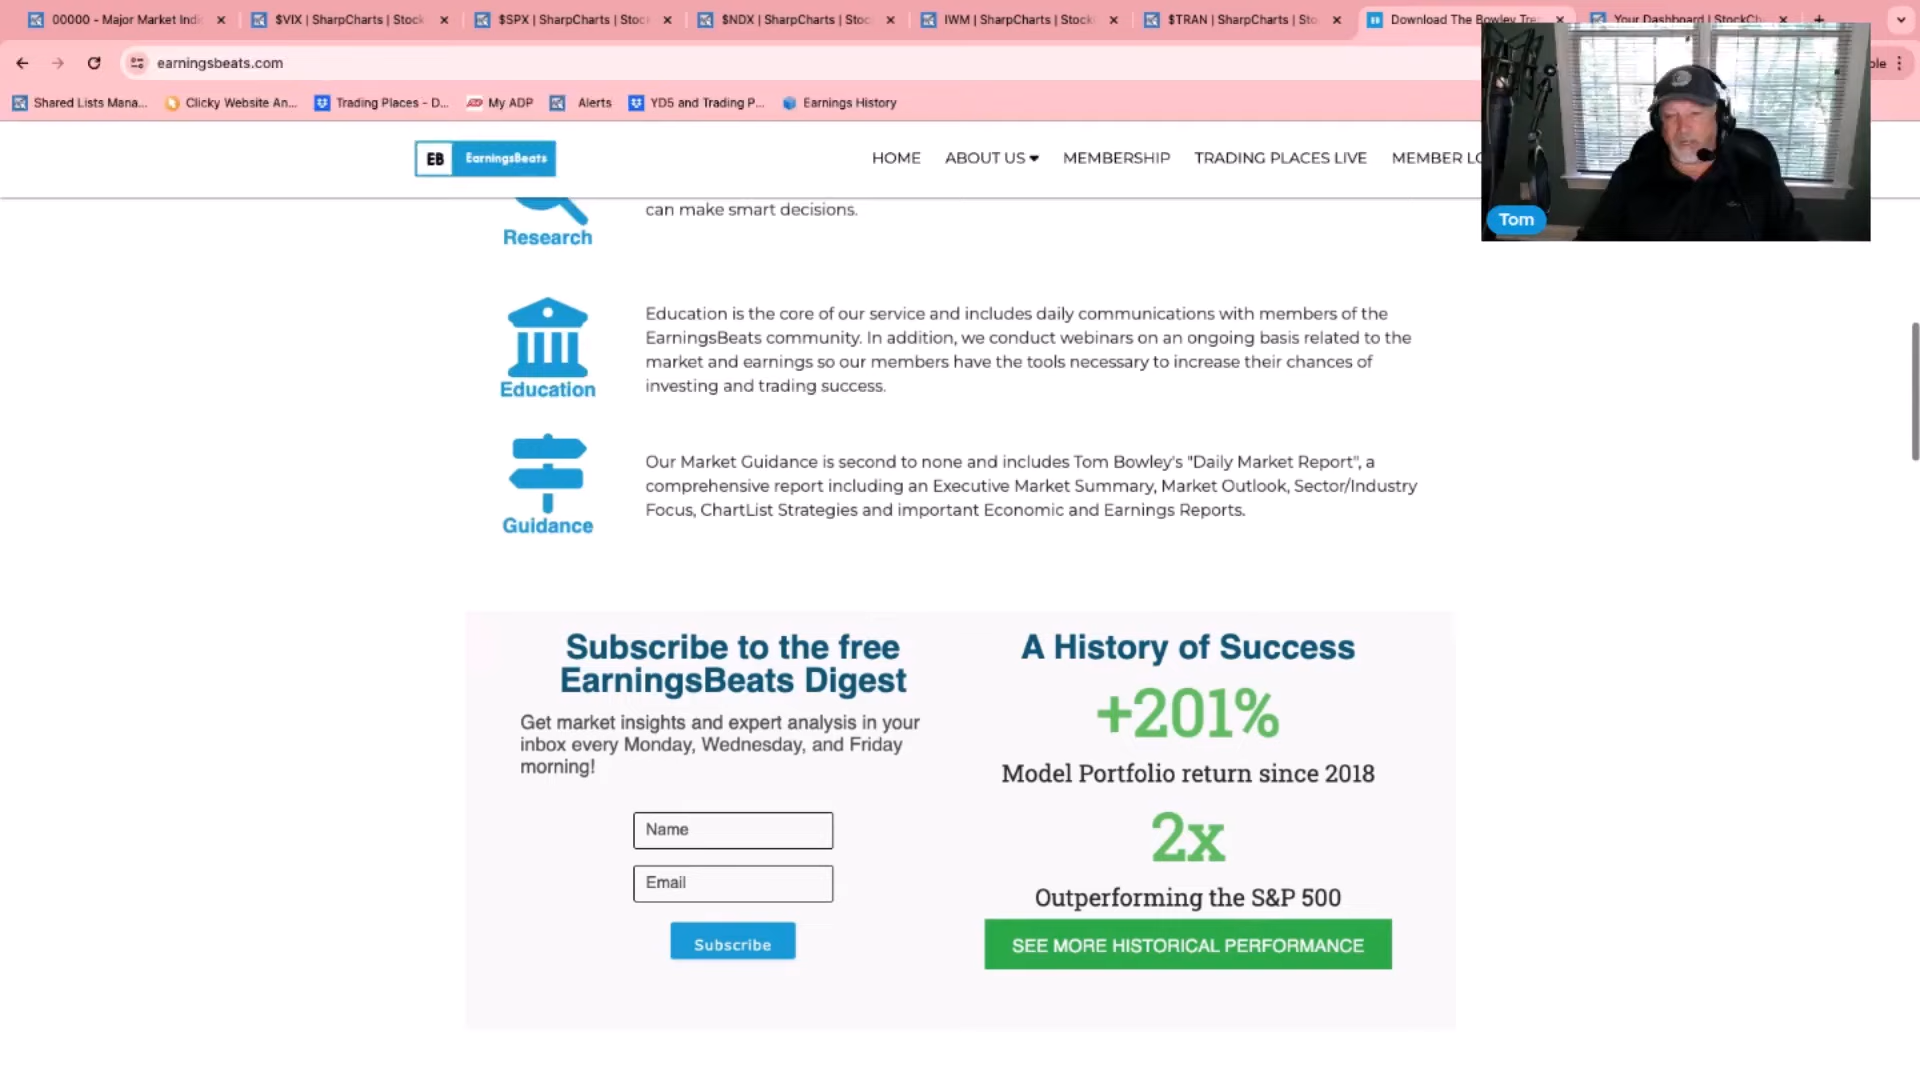 00000 - Major Market Indi
$VIX | SharpCharts | Stock
$SPX | SharpCharts | Stoc
$NDX | SharpCharts | Stoc
IWM | SharpCharts | Stock
$TRAN | SharpCharts | Sto
Download The Bowley Tre
Your Dashboard | StockCh
earningsbeats.com
ble
Shared Lists Mana...
Clicky Website An...
Trading Places - D...
My ADP
Alerts
YD5 and Trading P...
Earnings History
EB EarningsBeats
HOME
ABOUT US
MEMBERSHIP
TRADING PLACES LIVE
MEMBER LO
Tom
can make smart decisions.
Research
Education is the core of our service and includes daily communications with members of the
EarningsBeats community. In addition, we conduct webinars on an ongoing basis related to the
market and earnings so our members have the tools necessary to increase their chances of
investing and trading success.
Education
Our Market Guidance is second to none and includes Tom Bowley's "Daily Market Report", a
comprehensive report including an Executive Market Summary, Market Outlook, Sector/Industry
Focus, ChartList Strategies and important Economic and Earnings Reports.
Guidance
Subscribe to the free
EarningsBeats Digest
Get market insights and expert analysis in your
inbox every Monday, Wednesday, and Friday
morning!
Name
Email
Subscribe
A History of Success
+201%
Model Portfolio return since 2018
2x
Outperforming the S&P 500
SEE MORE HISTORICAL PERFORMANCE